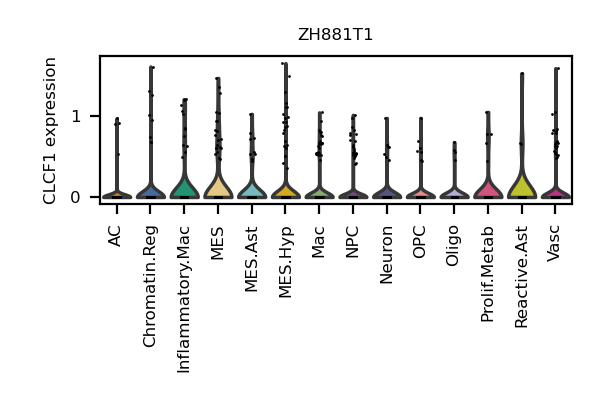 ZH881T1
CLCF1 expression
1
0
AC
Chromatin.Reg
Inflammatory.Mac
MES
MES.Ast
MES.Hyp
Mac
NPC
Neuron
OPC
Oligo
Prolif.Metab
Reactive.Ast
Vasc